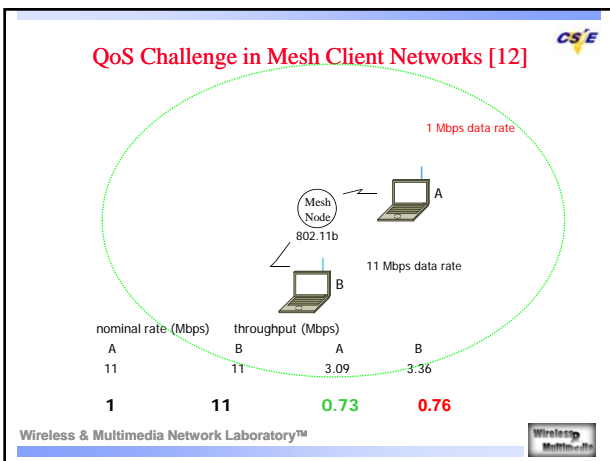 CS/E
QoS Challenge in Mesh Client Networks [12]
1 Mbps data rate
A
Mesh
Node
802.11b
11 Mbps data rate
B
nominal rate (Mbps) throughput (Mbps)
A B A B
11 11 3.09 3.36
1 11 0.73 0.76
Wireless & Multimedia Network Laboratory™
Wireless
Multimedia